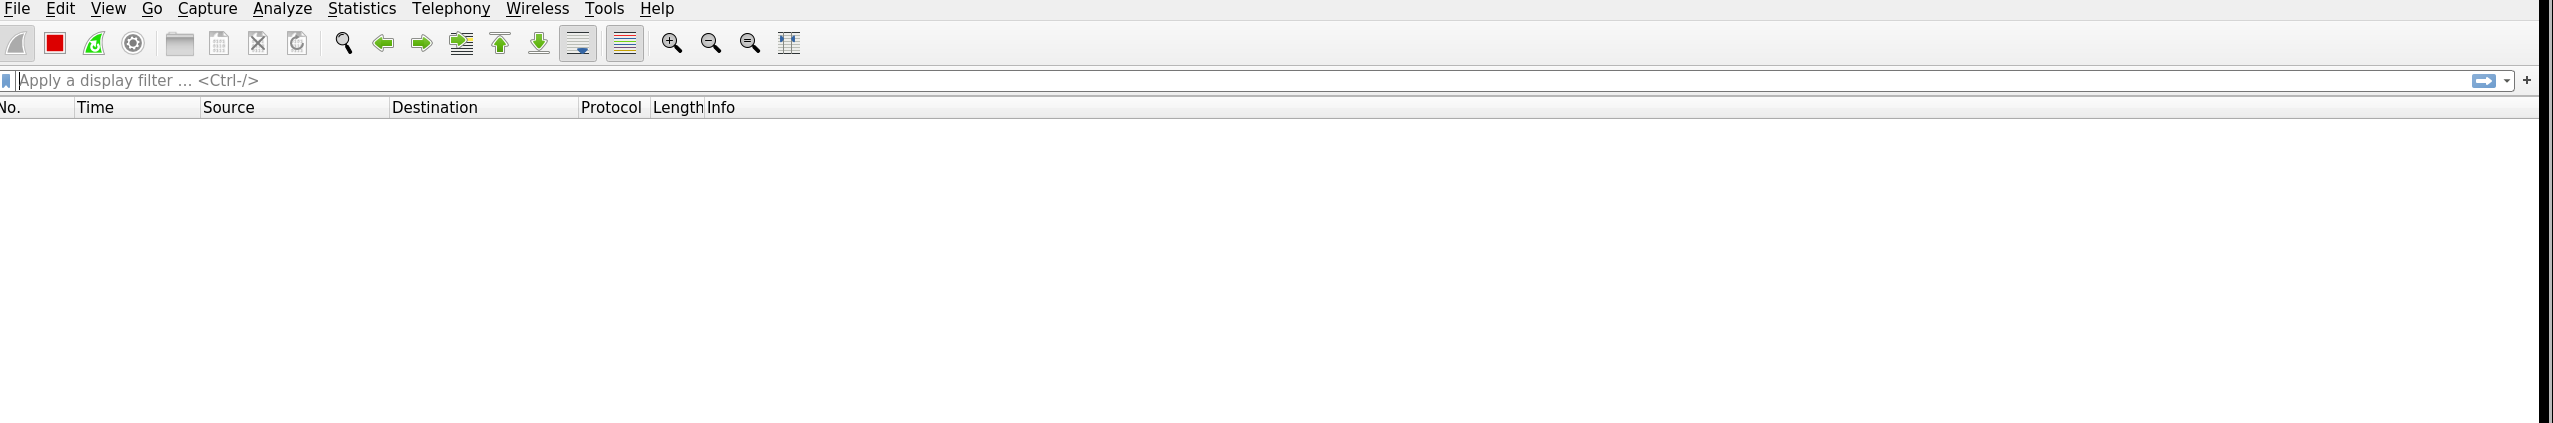 File Edit View Go Capture Analyze Statistics Telephony Wireless Tools Help
Apply a display filter ... <Ctrl-/>
+
No. Time Source Destination Protocol Length Info